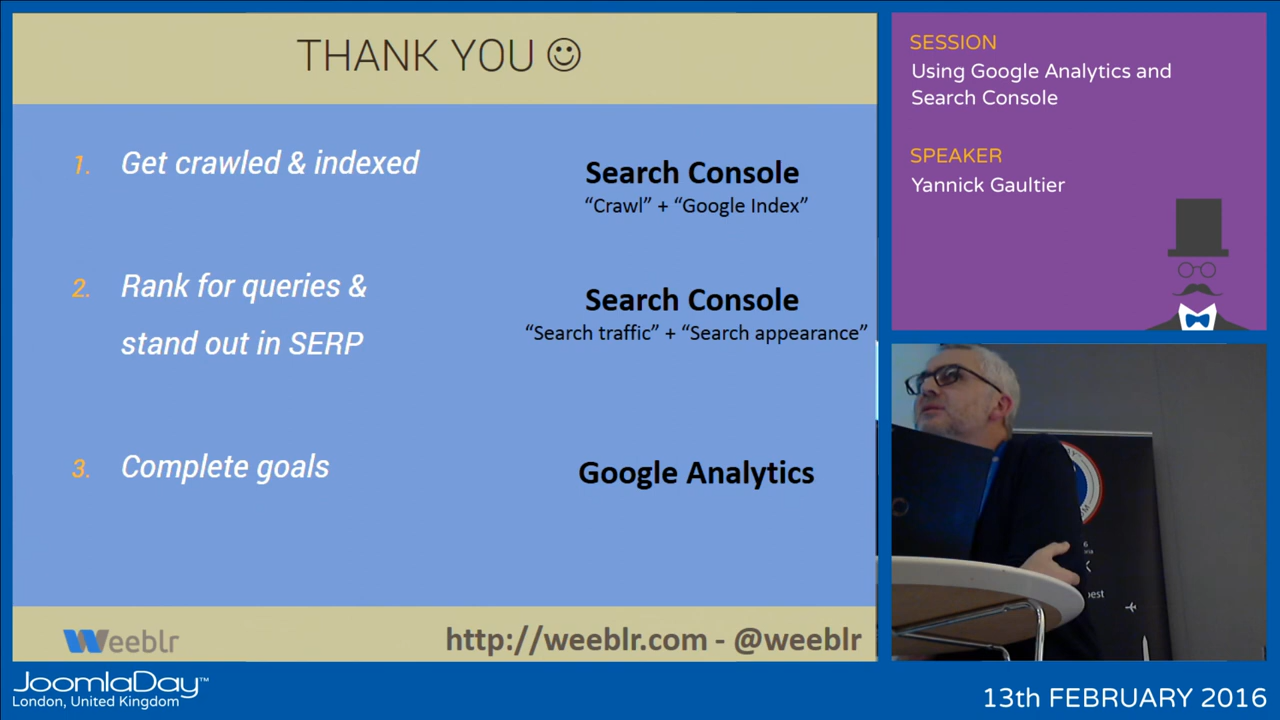 THANK YOU ☺
1. Get crawled & indexed
Search Console
“Crawl” + “Google Index”
2. Rank for queries &
stand out in SERP
Search Console
“Search traffic” + “Search appearance”
3. Complete goals
Google Analytics
Weeblr
http://weeblr.com - @weeblr
SESSION
Using Google Analytics and
Search Console
SPEAKER
Yannick Gaultier
JoomlaDay™
London, United Kingdom
13th FEBRUARY 2016